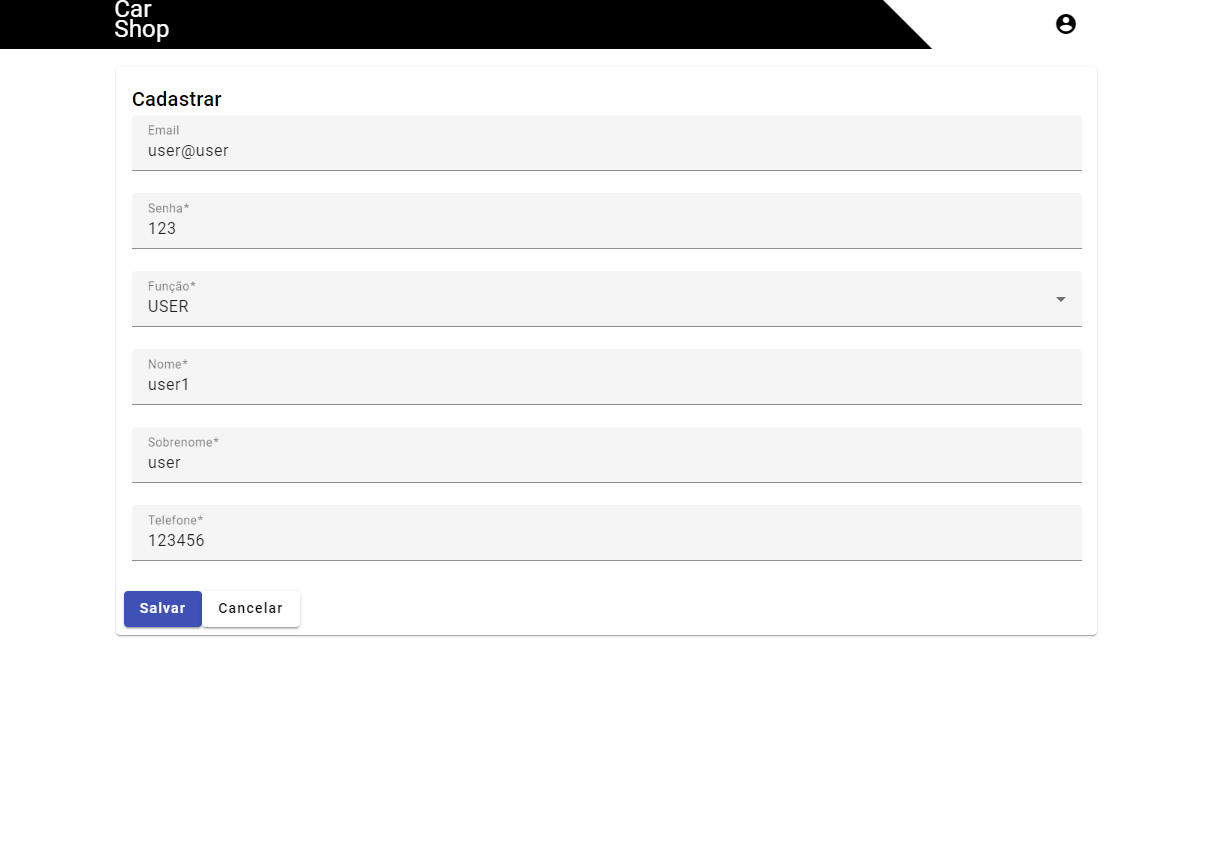 Car
Shop
Cadastrar
Email
user@user
Senha*
123
Função*
USER
Nome*
user1
Sobrenome*
user
Telefone*
123456
Salvar Cancelar